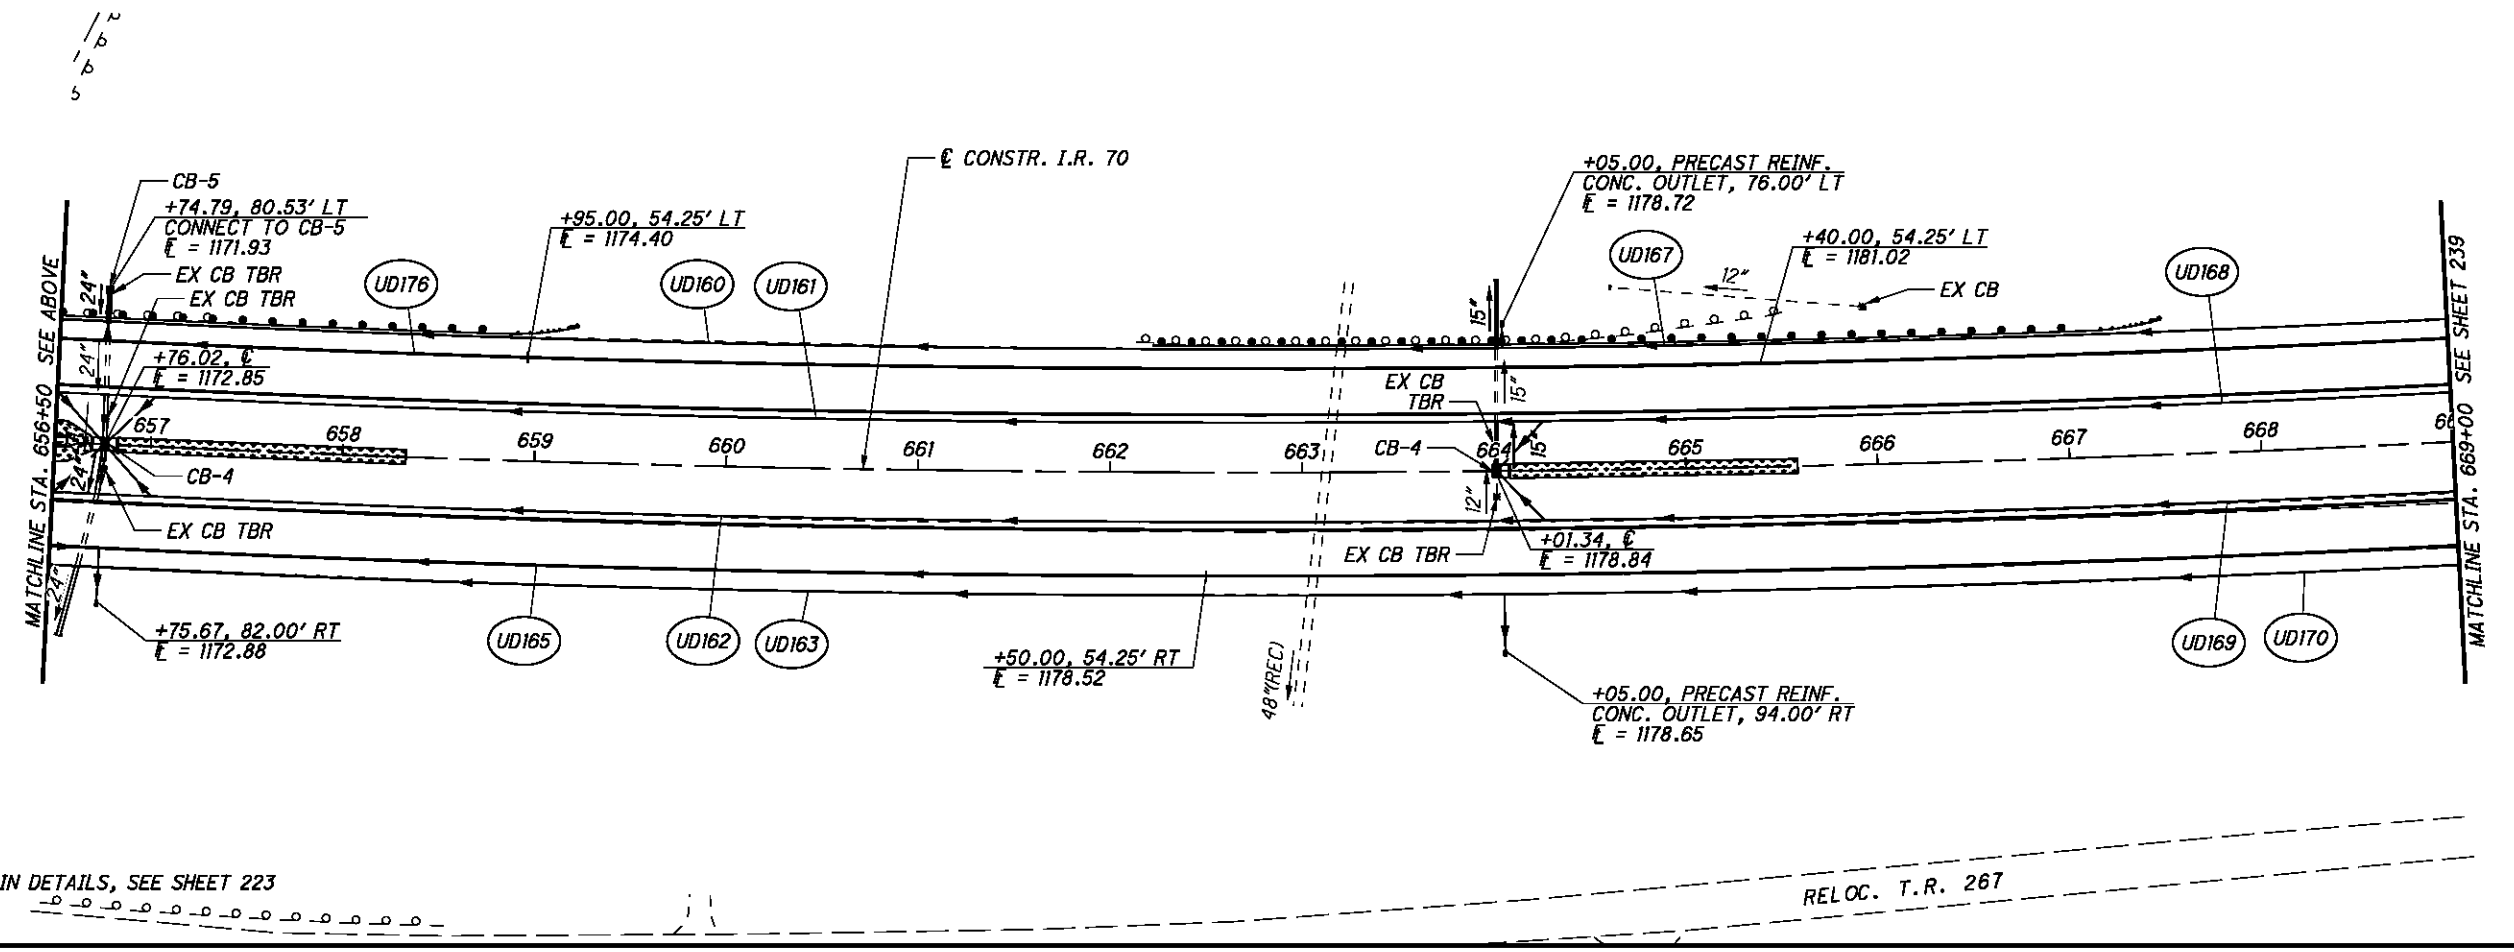 ℄ CONSTR. I.R. 70
CB-5
+74.79, 80.53' LT
CONNECT TO CB-5
℄ = 1171.93
EX CB TBR
EX CB TBR
24"
24"
+76.02, ℄
℄ = 1172.85
UD176
+95.00, 54.25' LT
℄ = 1174.40
UD160
UD161
+05.00, PRECAST REINF.
CONC. OUTLET, 76.00' LT
℄ = 1178.72
15"
UD167
12"
+40.00, 54.25' LT
℄ = 1181.02
EX CB
UD168
MATCHLINE STA. 656+50 SEE ABOVE
MATCHLINE STA. 669+00 SEE SHEET 239
EX CB
TBR
15"
15"
657
658
659
660
661
662
663
664
665
666
667
668
CB-4
CB-4
24"
24"
12"
EX CB TBR
EX CB TBR
+01.34, ℄
℄ = 1178.84
24"
+75.67, 82.00' RT
℄ = 1172.88
UD165
UD162
UD163
+50.00, 54.25' RT
℄ = 1178.52
48"(REC)
UD169
UD170
+05.00, PRECAST REINF.
CONC. OUTLET, 94.00' RT
℄ = 1178.65
IN DETAILS, SEE SHEET 223
RELOC. T.R. 267